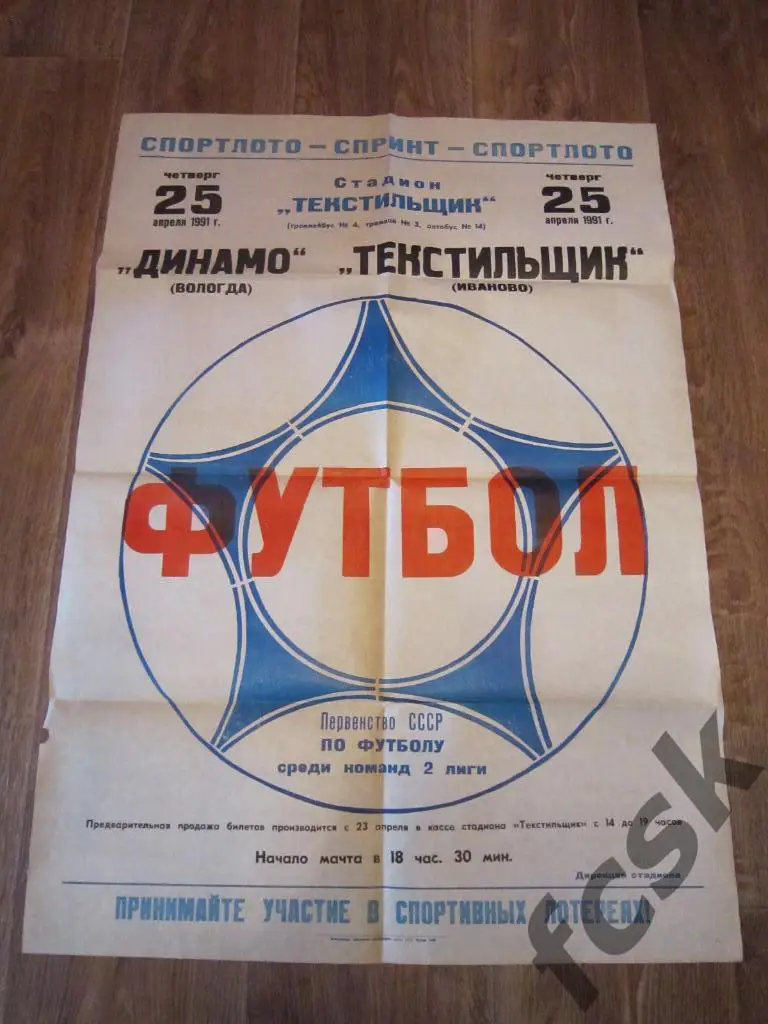 СПОРТЛОТО – СПРИНТ – СПОРТЛОТО
четверг
25
апреля 1991 г.
Стадион
„ТЕКСТИЛЬЩИК“
(троллейбус № 4, трамвай № 3, автобус № 14)
четверг
25
апреля 1991 г.
„ДИНАМО“ „ТЕКСТИЛЬЩИК“
(ВОЛОГДА) (ИВАНОВО)
ФУТБОЛ
Первенство СССР
ПО ФУТБОЛУ
среди команд 2 лиги
Предварительная продажа билетов производится с 23 апреля в кассе стадиона «Текстильщик» с 14 до 19 часов
Начало матча в 18 час. 30 мин.
Дирекция стадиона
ПРИНИМАЙТЕ УЧАСТИЕ В СПОРТИВНЫХ ЛОТЕРЕЯХ!
fcsk